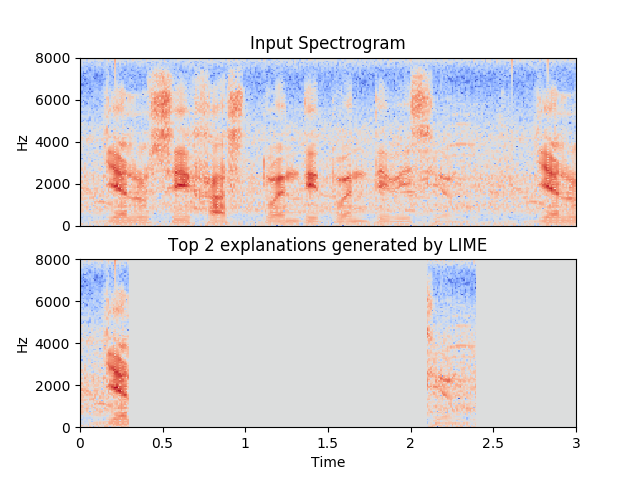 Input Spectrogram
8000
6000
4000
2000
0
Hz
Top 2 explanations generated by LIME
8000
6000
4000
2000
0
Hz
0 0.5 1 1.5 2 2.5 3
Time